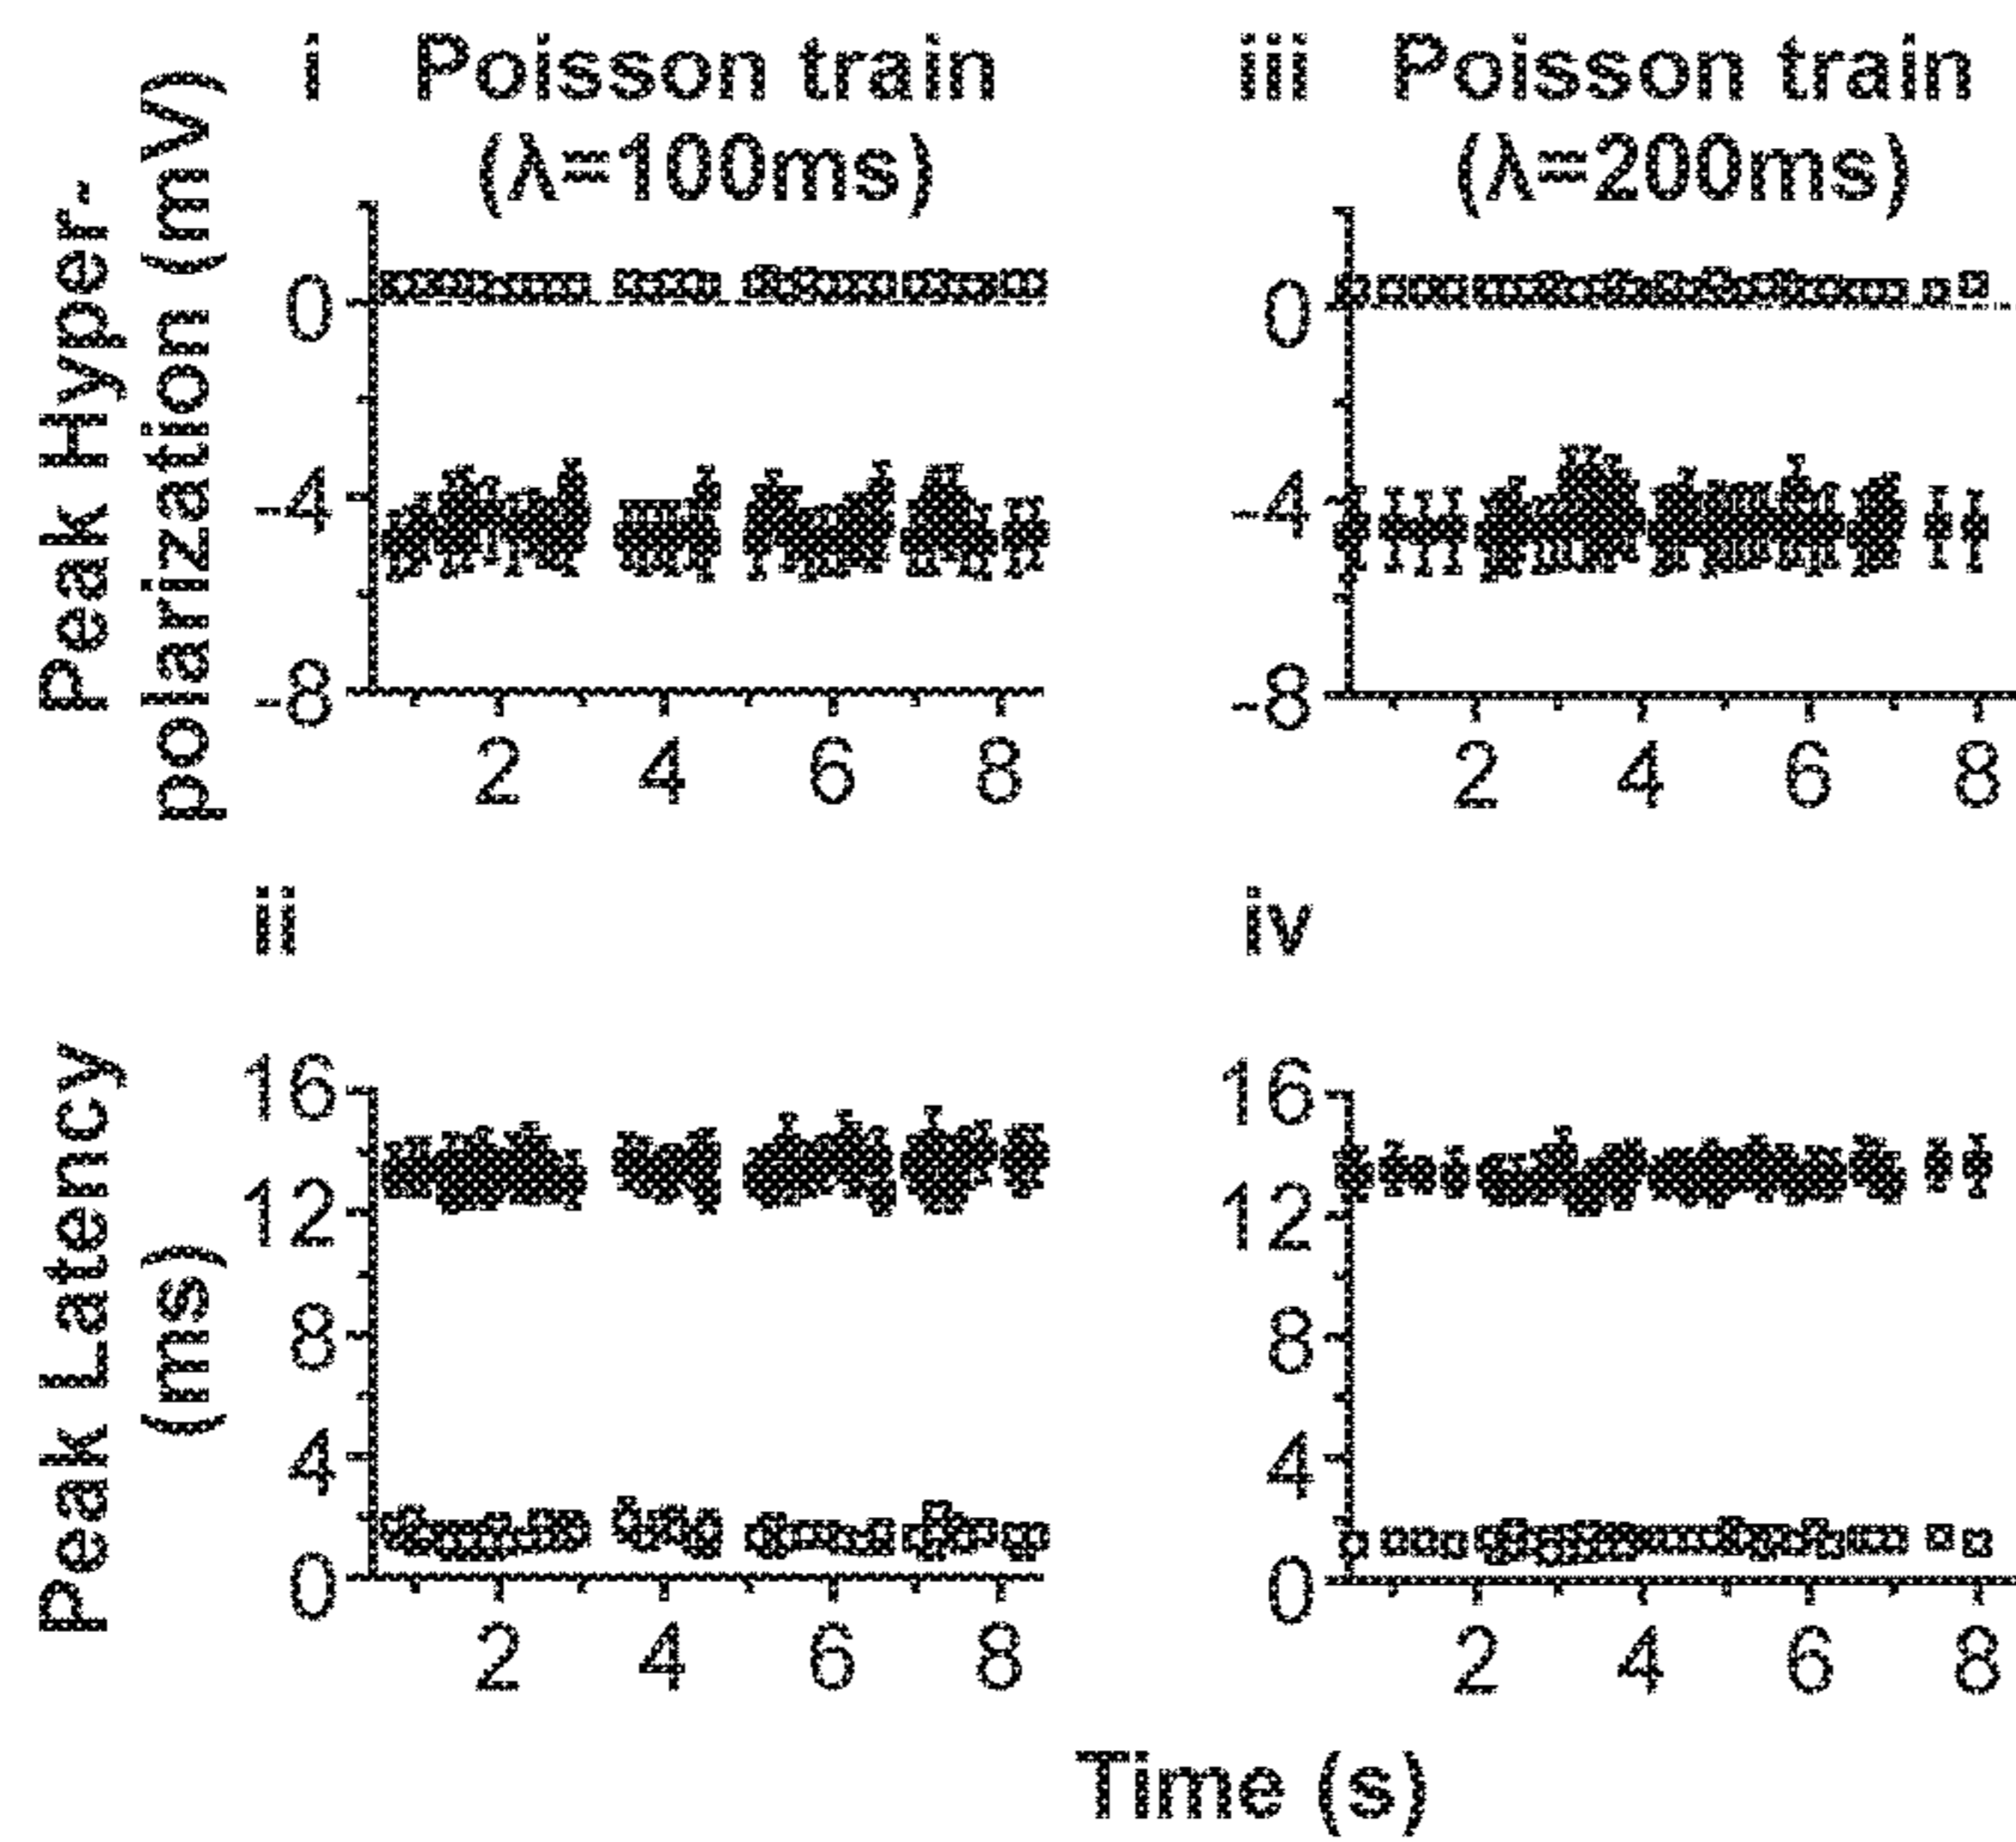 i Poisson train
(λ=100ms)
iii Poisson train
(λ=200ms)
Peak Hyper-
polarization (mV)
0
-4
-8
2 4 6 8
0
-4
-8
2 4 6 8
ii
iv
Peak Latency
(ms)
16
12
8
4
0
2 4 6 8
16
12
8
4
0
2 4 6 8
Time (s)